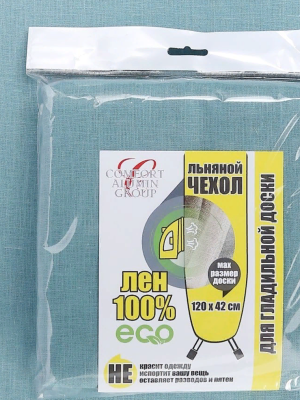 COMFORT
ALUMIN
GROUP
ЛЬНЯНОЙ
ЧЕХОЛ
ДЛЯ ГЛАДИЛЬНОЙ ДОСКИ
мах
размер
доски
120 х 42 см
лен
100%
eco
НЕ
красит одежду
испортит вашу вещь
оставляет разводов и пятен